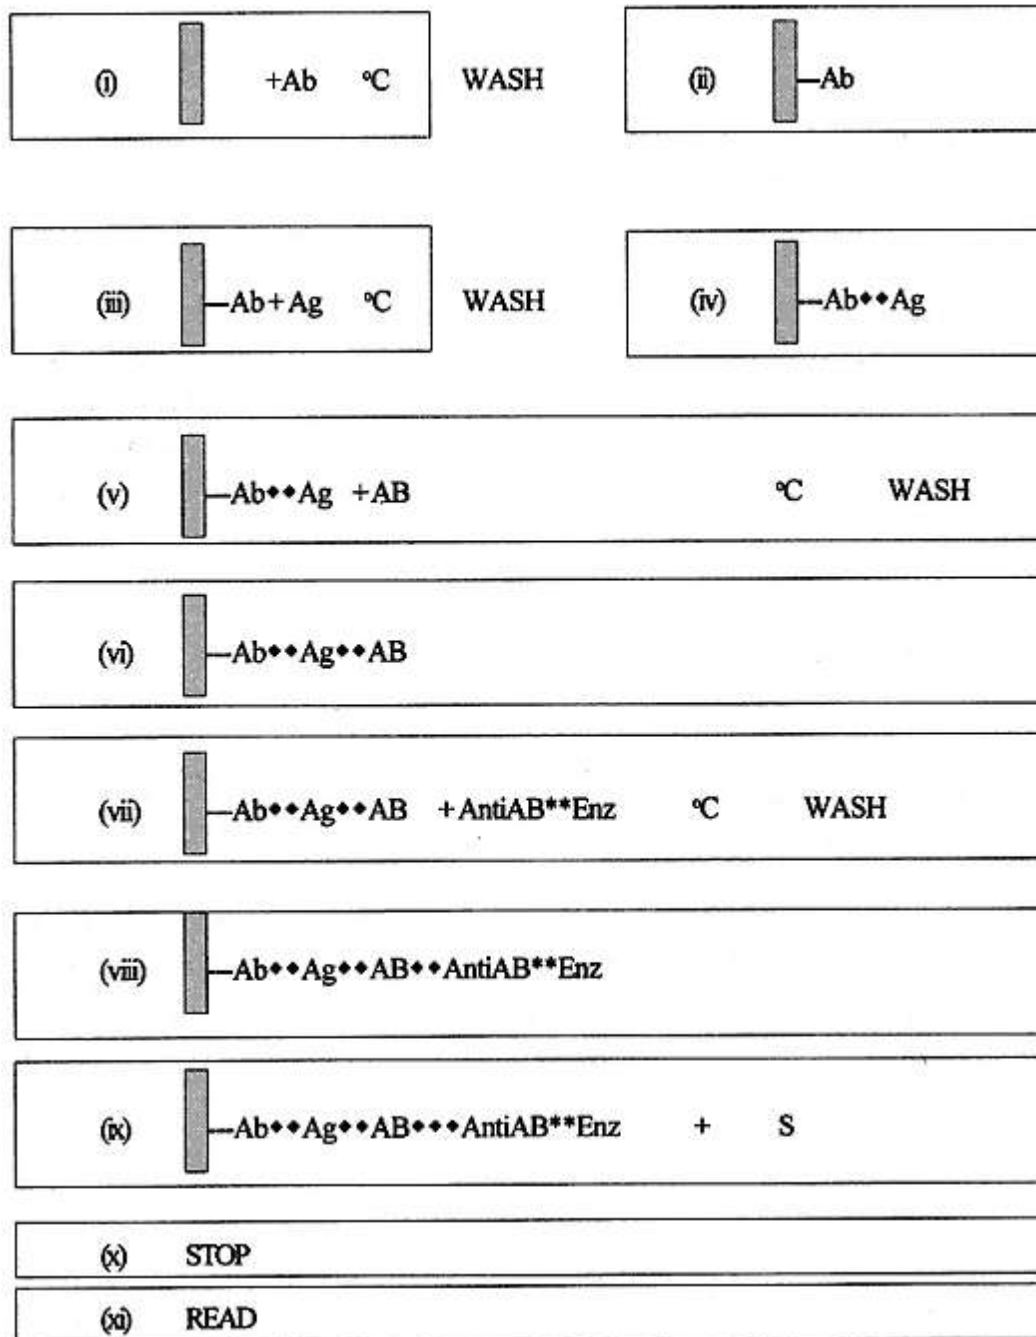 (i) +Ab °C WASH (ii) Ab
(iii) Ab+Ag °C WASH (iv) Ab◆◆Ag
(v) Ab◆◆Ag +AB °C WASH
(vi) Ab◆◆Ag◆◆AB
(vii) Ab◆◆Ag◆◆AB +AntiAB**Enz °C WASH
(viii) Ab◆◆Ag◆◆AB◆◆AntiAB**Enz
(ix) Ab◆◆Ag◆◆AB◆◆◆AntiAB**Enz + S
(x) STOP
(xi) READ